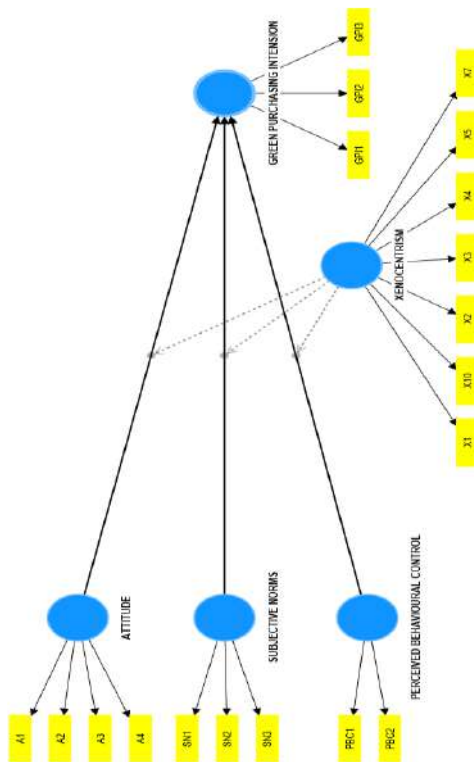 A1
A2
A3
A4
ATTITUDE
SN1
SN2
SN3
SUBJECTIVE NORMS
PBC1
PBC2
PERCEIVED BEHAVIOURAL CONTROL
GREEN PURCHASING INTENSION
GPI1
GPI2
GPI3
XENOCENTRISM
X1
X10
X2
X3
X4
X5
X7